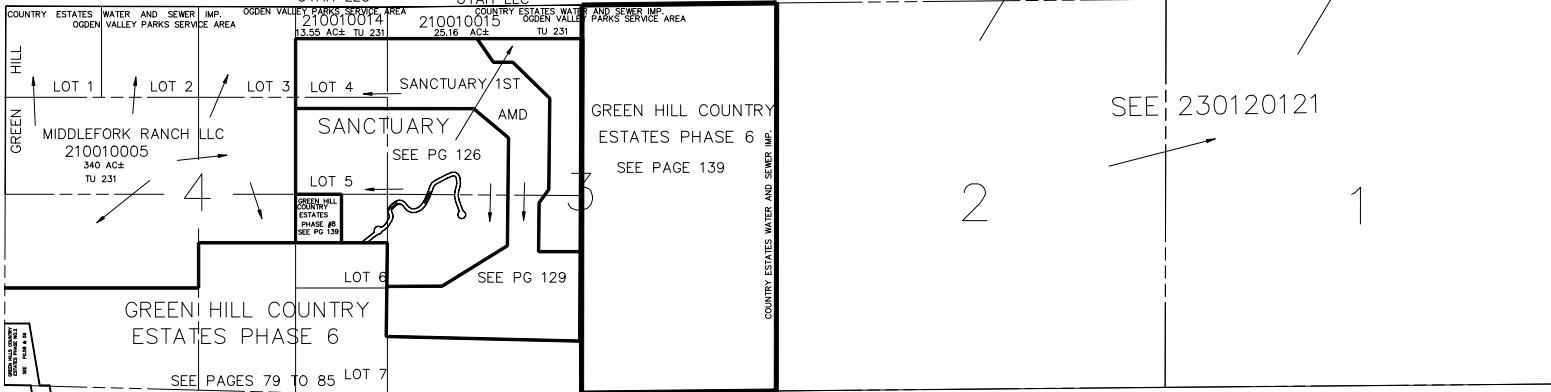 COUNTRY ESTATES WATER AND SEWER IMP.
OGDEN VALLEY PARKS SERVICE AREA
OGDEN VALLEY PARKS SERVICE AREA
210010014
13.55 AC± TU 231
COUNTRY ESTATES WATER AND SEWER IMP.
OGDEN VALLEY PARKS SERVICE AREA
210010015
25.16 AC± TU 231
GREEN HILL
LOT 1
LOT 2
LOT 3
LOT 4
SANCTUARY 1ST
AMD
MIDDLEFORK RANCH LLC
210010005
340 AC±
TU 231
4
SANCTUARY
SEE PG 126
LOT 5
3
GREEN HILL
COUNTRY
ESTATES
PHASE #8
SEE PG 139
GREEN HILL COUNTRY
ESTATES PHASE 6
SEE PAGE 139
COUNTRY ESTATES WATER AND SEWER IMP.
SEE 230120121
2
1
LOT 6
SEE PG 129
GREEN HILL COUNTRY
ESTATES PHASE 6
SEE PAGES 79 TO 85
LOT 7